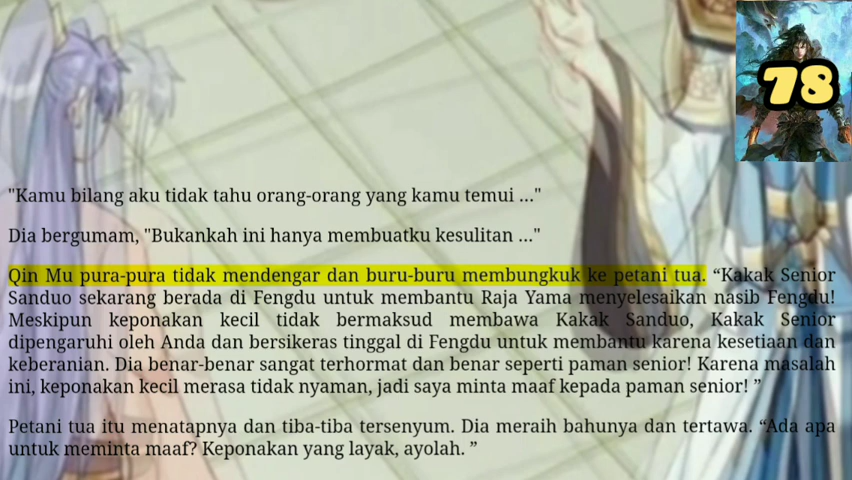 78
"Kamu bilang aku tidak tahu orang-orang yang kamu temui ..."
Dia bergumam, "Bukankah ini hanya membuatku kesulitan ..."
Qin Mu pura-pura tidak mendengar dan buru-buru membungkuk ke petani tua. “Kakak Senior
Sanduo sekarang berada di Fengdu untuk membantu Raja Yama menyelesaikan nasib Fengdu!
Meskipun keponakan kecil tidak bermaksud membawa Kakak Sanduo, Kakak Senior
dipengaruhi oleh Anda dan bersikeras tinggal di Fengdu untuk membantu karena kesetiaan dan
keberanian. Dia benar-benar sangat terhormat dan benar seperti paman senior! Karena masalah
ini, keponakan kecil merasa tidak nyaman, jadi saya minta maaf kepada paman senior! ”
Petani tua itu menatapnya dan tiba-tiba tersenyum. Dia meraih bahunya dan tertawa. “Ada apa
untuk meminta maaf? Keponakan yang layak, ayolah. ”